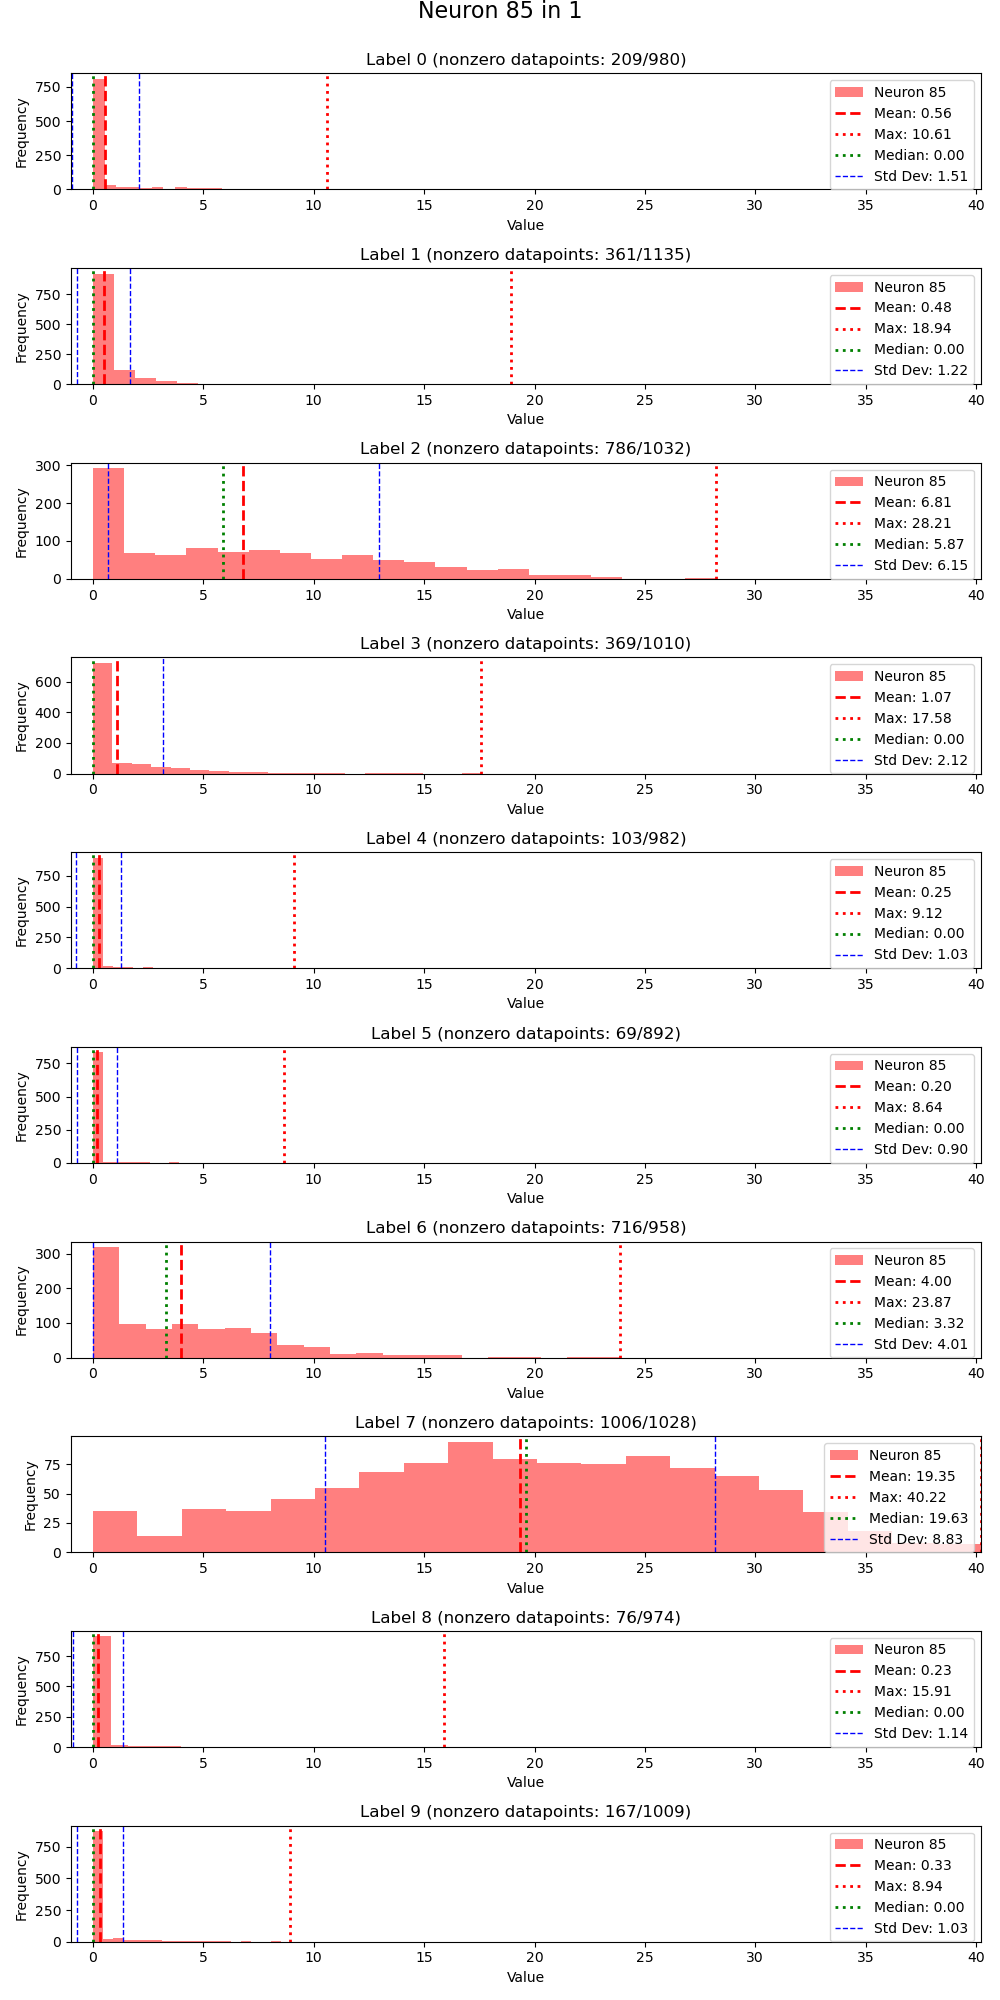 Neuron 85 in 1
Label 0 (nonzero datapoints: 209/980)
Frequency
750
500
250
0
Neuron 85
Mean: 0.56
Max: 10.61
Median: 0.00
Std Dev: 1.51
0 5 10 15 20 25 30 35 40
Value
Label 1 (nonzero datapoints: 361/1135)
Frequency
750
500
250
0
Neuron 85
Mean: 0.48
Max: 18.94
Median: 0.00
Std Dev: 1.22
0 5 10 15 20 25 30 35 40
Value
Label 2 (nonzero datapoints: 786/1032)
Frequency
300
200
100
0
Neuron 85
Mean: 6.81
Max: 28.21
Median: 5.87
Std Dev: 6.15
0 5 10 15 20 25 30 35 40
Value
Label 3 (nonzero datapoints: 369/1010)
Frequency
600
400
200
0
Neuron 85
Mean: 1.07
Max: 17.58
Median: 0.00
Std Dev: 2.12
0 5 10 15 20 25 30 35 40
Value
Label 4 (nonzero datapoints: 103/982)
Frequency
750
500
250
0
Neuron 85
Mean: 0.25
Max: 9.12
Median: 0.00
Std Dev: 1.03
0 5 10 15 20 25 30 35 40
Value
Label 5 (nonzero datapoints: 69/892)
Frequency
750
500
250
0
Neuron 85
Mean: 0.20
Max: 8.64
Median: 0.00
Std Dev: 0.90
0 5 10 15 20 25 30 35 40
Value
Label 6 (nonzero datapoints: 716/958)
Frequency
300
200
100
0
Neuron 85
Mean: 4.00
Max: 23.87
Median: 3.32
Std Dev: 4.01
0 5 10 15 20 25 30 35 40
Value
Label 7 (nonzero datapoints: 1006/1028)
Frequency
75
50
25
0
Neuron 85
Mean: 19.35
Max: 40.22
Median: 19.63
Std Dev: 8.83
0 5 10 15 20 25 30 35 40
Value
Label 8 (nonzero datapoints: 76/974)
Frequency
750
500
250
0
Neuron 85
Mean: 0.23
Max: 15.91
Median: 0.00
Std Dev: 1.14
0 5 10 15 20 25 30 35 40
Value
Label 9 (nonzero datapoints: 167/1009)
Frequency
750
500
250
0
Neuron 85
Mean: 0.33
Max: 8.94
Median: 0.00
Std Dev: 1.03
0 5 10 15 20 25 30 35 40
Value